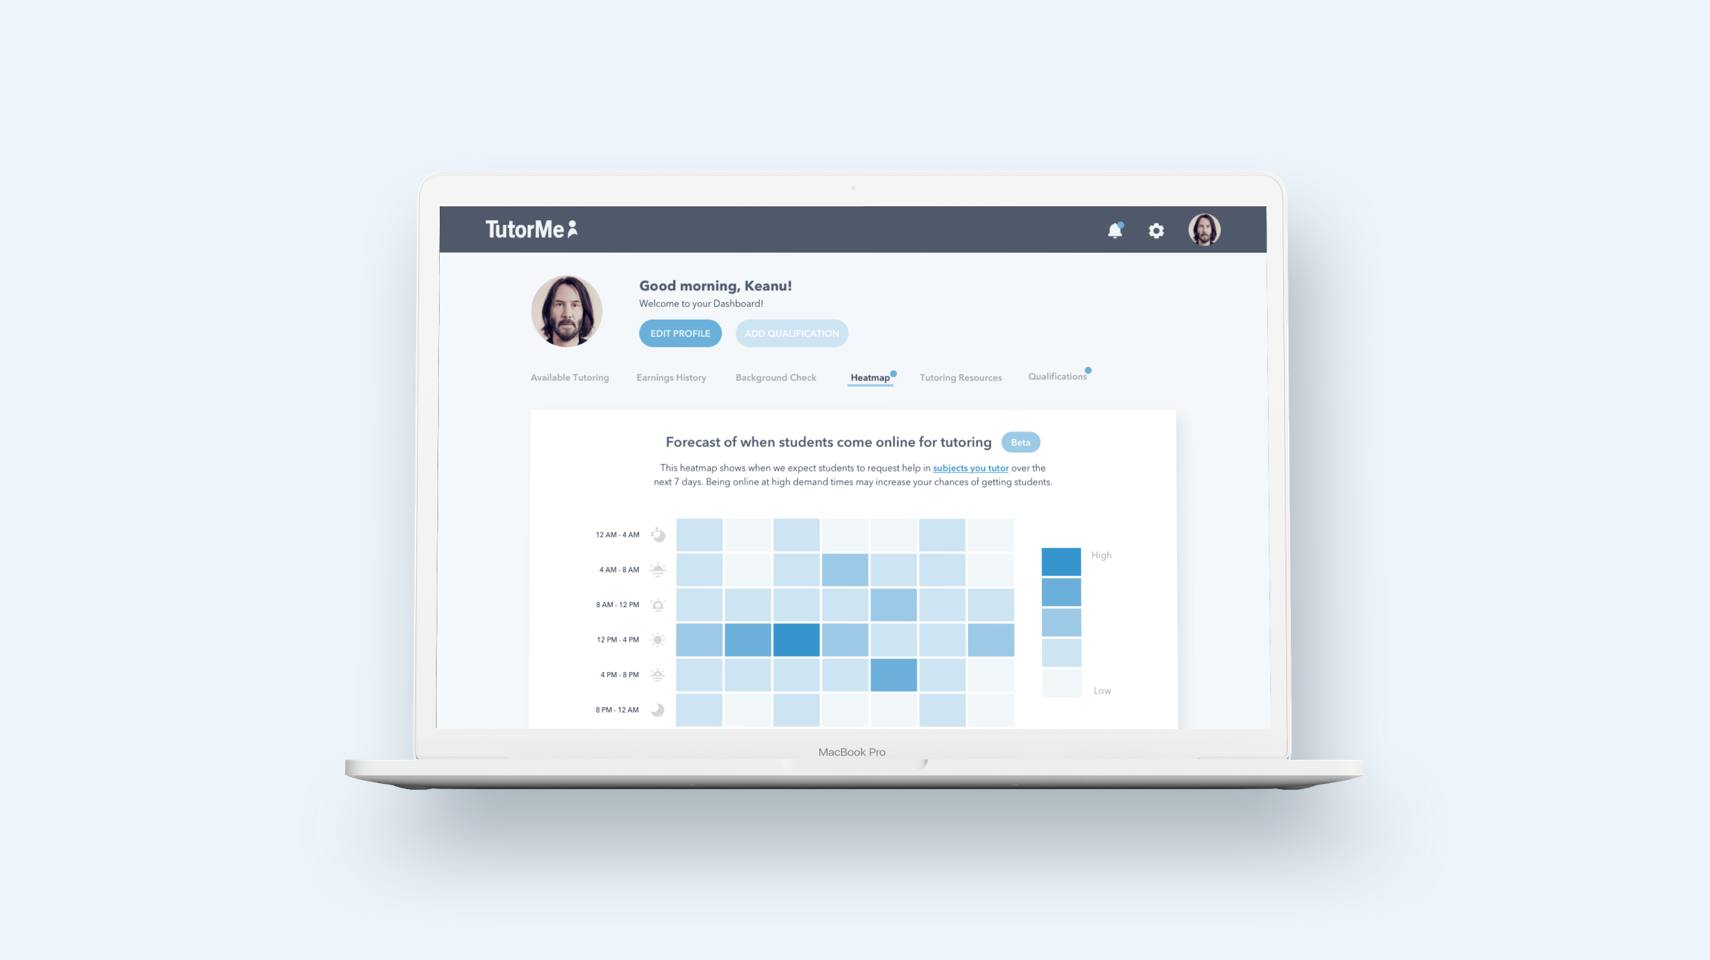 TutorMe
Good morning, Keanu!
Welcome to your Dashboard!
EDIT PROFILE
ADD QUALIFICATION
Available Tutoring
Earnings History
Background Check
Heatmap
Tutoring Resources
Qualifications
Forecast of when students come online for tutoring
Beta
This heatmap shows when we expect students to request help in subjects you tutor over the
next 7 days. Being online at high demand times may increase your chances of getting students.
12 AM - 4 AM
4 AM - 8 AM
8 AM - 12 PM
12 PM - 4 PM
4 PM - 8 PM
8 PM - 12 AM
High
Low
MacBook Pro